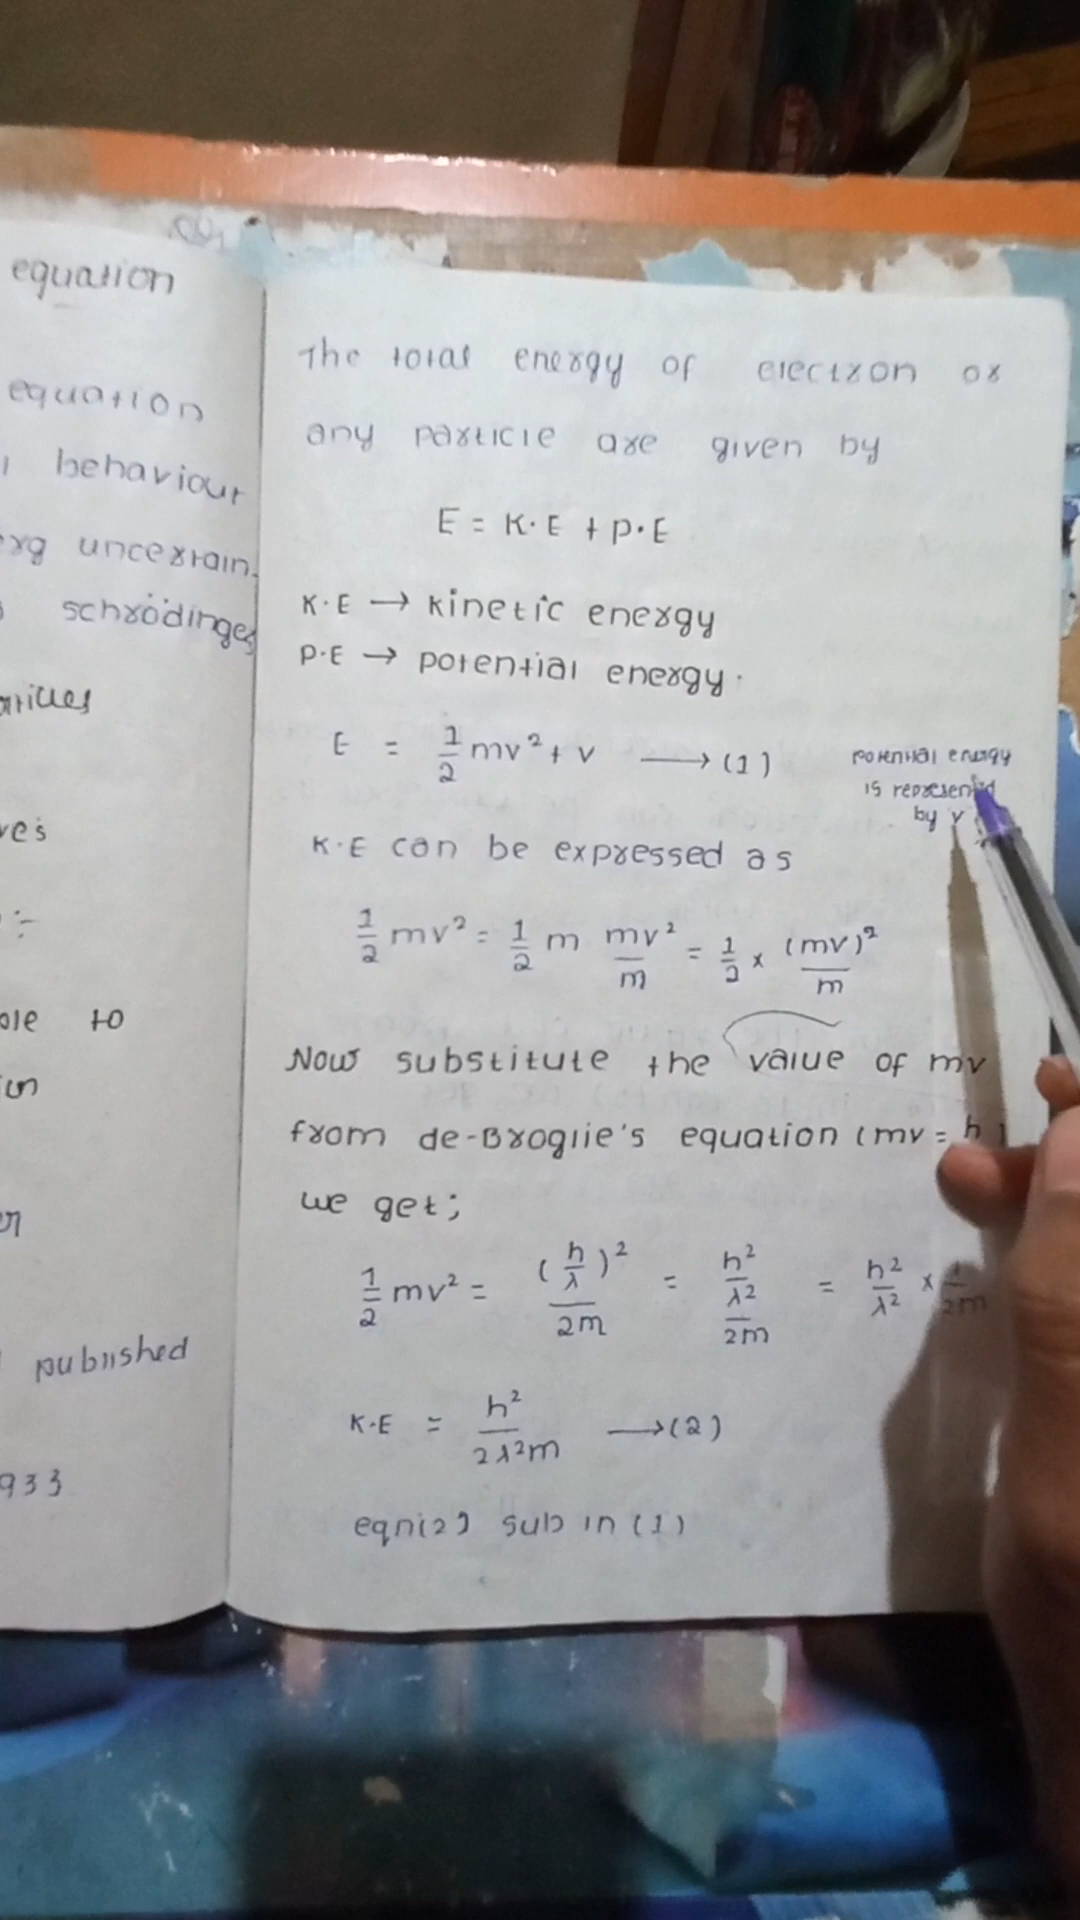 equation
equation
behaviour
uncertain.
schrödinger
published
933
The total energy of electron or
any particle are given by
E = K.E + P.E
K.E → Kinetic energy
P.E → potential energy.
E = 1/2 mv² + v → (1)
potential energy
is represented
by v
K.E can be expressed as
1/2 mv² = 1/2 m mv²/m = 1/2 × (mv)²/m
Now substitute the value of mv
from de-Broglie's equation (mv = h
we get;
1/2 mv² = (h/λ)²/2m = h²/λ²/2m = h²/λ² × 1/2m
K.E = h²/2λ²m → (2)
eqn(2) sub in (1)